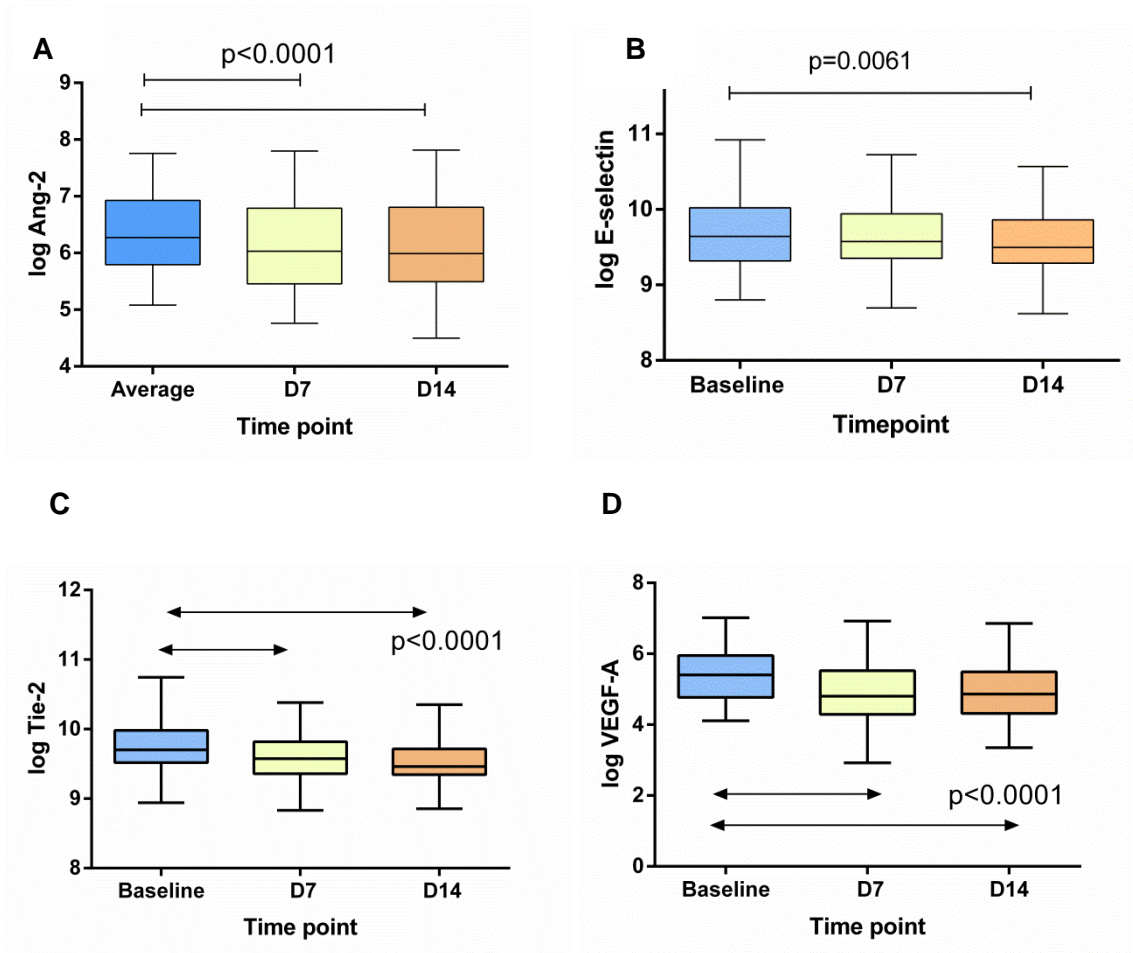 A
p<0.0001
9
8
7
6
5
4
log Ang-2
Average D7 D14
Time point
B
p=0.0061
11
10
9
8
log E-selectin
Baseline D7 D14
Timepoint
C
12
11
10
9
8
log Tie-2
p<0.0001
Baseline D7 D14
Time point
D
8
6
4
2
0
log VEGF-A
p<0.0001
Baseline D7 D14
Time point